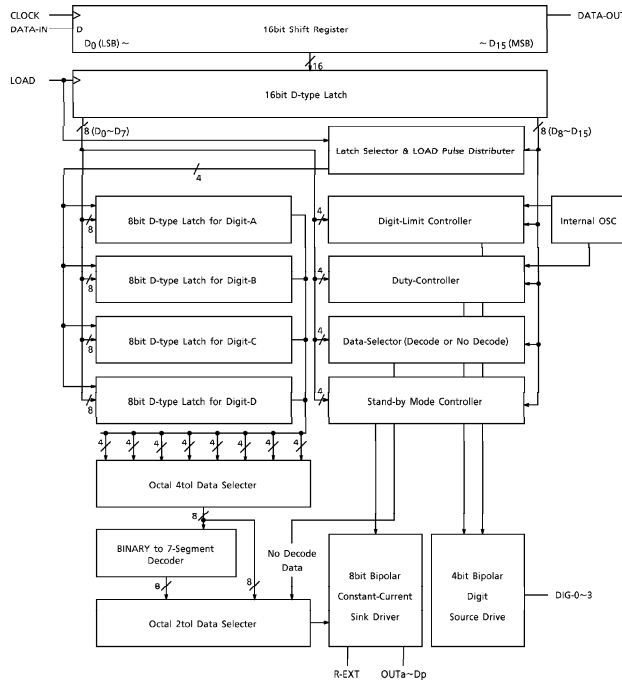 CLOCK
DATA-IN
D
16bit Shift Register
D0 (LSB) ~
~ D15 (MSB)
DATA-OUT
16
LOAD
16bit D-type Latch
8 (D0~D7)
8 (D8~D15)
Latch Selector & LOAD Pulse Distributer
4
8bit D-type Latch for Digit-A
8
4
Digit-Limit Controller
Internal OSC
8bit D-type Latch for Digit-B
8
4
Duty-Controller
8bit D-type Latch for Digit-C
8
4
Data-Selector (Decode or No Decode)
8bit D-type Latch for Digit-D
8
4
Stand-by Mode Controller
4 4 4 4 4 4 4 4
Octal 4to1 Data Selecter
8
BINARY to 7-Segment
Decoder
8
8
No Decode
Data
Octal 2to1 Data Selecter
8bit Bipolar
Constant-Current
Sink Driver
4bit Bipolar
Digit
Source Drive
DIG-0~3
R-EXT
OUTa~Dp